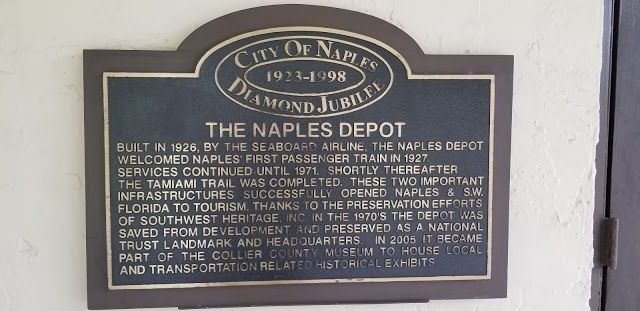 CITY OF NAPLES
1923-1998
DIAMOND JUBILEE
THE NAPLES DEPOT
BUILT IN 1926, BY THE SEABOARD AIRLINE, THE NAPLES DEPOT
WELCOMED NAPLES' FIRST PASSENGER TRAIN IN 1927.
SERVICES CONTINUED UNTIL 1971. SHORTLY THEREAFTER
THE TAMIAMI TRAIL WAS COMPLETED. THESE TWO IMPORTANT
INFRASTRUCTURES SUCCESSFULLY OPENED NAPLES & S.W.
FLORIDA TO TOURISM. THANKS TO THE PRESERVATION EFFORTS
OF SOUTHWEST HERITAGE, INC. IN THE 1970'S THE DEPOT WAS
SAVED FROM DEVELOPMENT AND PRESERVED AS A NATIONAL
TRUST LANDMARK AND HEADQUARTERS. IN 2005 IT BECAME
PART OF THE COLLIER COUNTY MUSEUM TO HOUSE LOCAL
AND TRANSPORTATION RELATED HISTORICAL EXHIBITS.